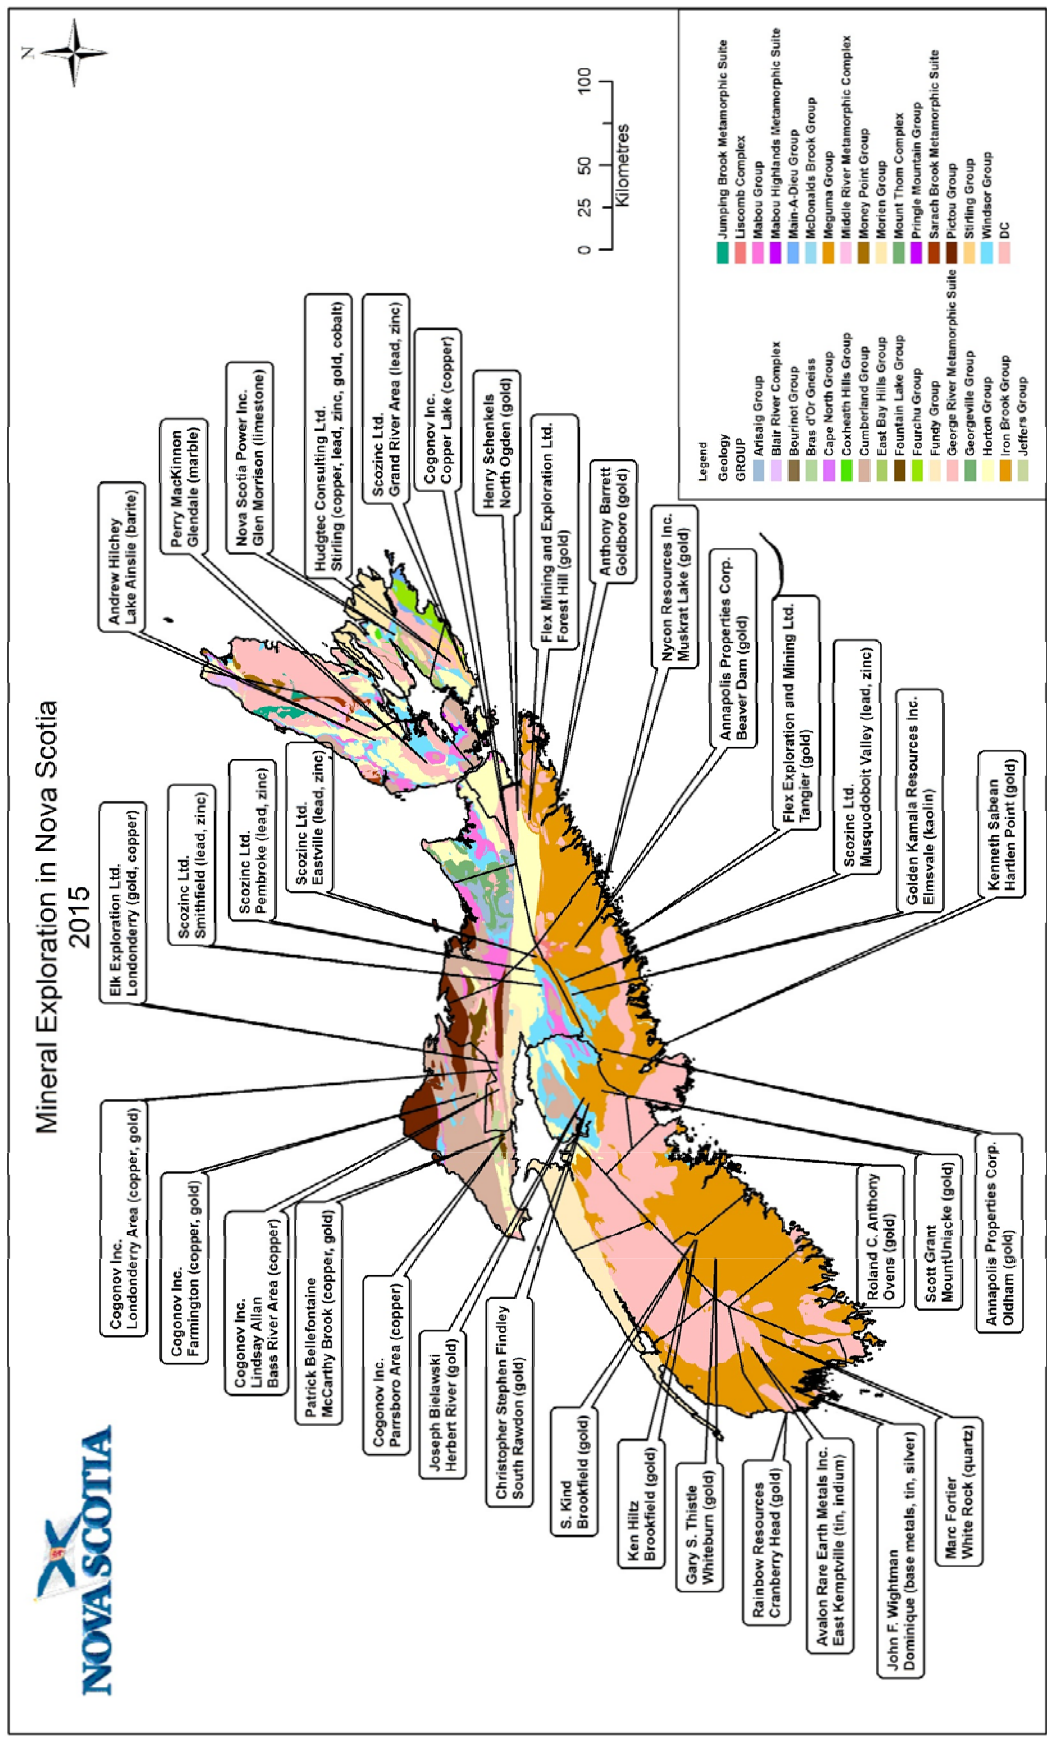 Mineral Exploration in Nova Scotia
2015
NOVA SCOTIA
N
Cogonov Inc.
Londonderry Area (copper, gold)
Elk Exploration Ltd.
Londonderry (gold, copper)
Andrew Hilchey
Lake Ainslie (barite)
Cogonov Inc.
Farmington (copper, gold)
Scozinc Ltd.
Smithfield (lead, zinc)
Perry MacKinnon
Glendale (marble)
Cogonov Inc.
Lindsay Allan
Bass River Area (copper)
Scozinc Ltd.
Pembroke (lead, zinc)
Nova Scotia Power Inc.
Glen Morrison (limestone)
Patrick Bellefontaine
McCarthy Brook (copper, gold)
Scozinc Ltd.
Eastville (lead, zinc)
Hudgtec Consulting Ltd.
Stirling (copper, lead, zinc, gold, cobalt)
Cogonov Inc.
Parrsboro Area (copper)
Scozinc Ltd.
Grand River Area (lead, zinc)
Joseph Bielawski
Herbert River (gold)
Cogonov Inc.
Copper Lake (copper)
Christopher Stephen Findley
South Rawdon (gold)
Henry Schenkels
North Ogden (gold)
S. Kind
Brookfield (gold)
Flex Mining and Exploration Ltd.
Forest Hill (gold)
Ken Hiltz
Brookfield (gold)
Anthony Barrett
Goldboro (gold)
Gary S. Thistle
Whiteburn (gold)
Nycon Resources Inc.
Muskrat Lake (gold)
Rainbow Resources
Cranberry Head (gold)
Annapolis Properties Corp.
Beaver Dam (gold)
Avalon Rare Earth Metals Inc.
East Kemptville (tin, indium)
Flex Exploration and Mining Ltd.
Tangier (gold)
John F. Wightman
Dominique (base metals, tin, silver)
Roland C. Anthony
Ovens (gold)
Scozinc Ltd.
Musquodoboit Valley (lead, zinc)
Marc Fortier
White Rock (quartz)
Scott Grant
MountUniacke (gold)
Golden Kamala Resources Inc.
Elmsvale (kaolin)
Annapolis Properties Corp.
Oldham (gold)
Kenneth Sabean
Hartlen Point (gold)
0 25 50 100
Kilometres
Legend
Geology
GROUP
Arisaig Group
Blair River Complex
Bourinot Group
Bras d'Or Gneiss
Cape North Group
Coxheath Hills Group
Cumberland Group
East Bay Hills Group
Fountain Lake Group
Fourchu Group
Fundy Group
George River Metamorphic Suite
Georgeville Group
Horton Group
Iron Brook Group
Jeffers Group
Jumping Brook Metamorphic Suite
Liscomb Complex
Mabou Group
Mabou Highlands Metamorphic Suite
Main-A-Dieu Group
McDonalds Brook Group
Meguma Group
Middle River Metamorphic Complex
Money Point Group
Morien Group
Mount Thom Complex
Pringle Mountain Group
Sarach Brook Metamorphic Suite
Pictou Group
Stirling Group
Windsor Group
DC